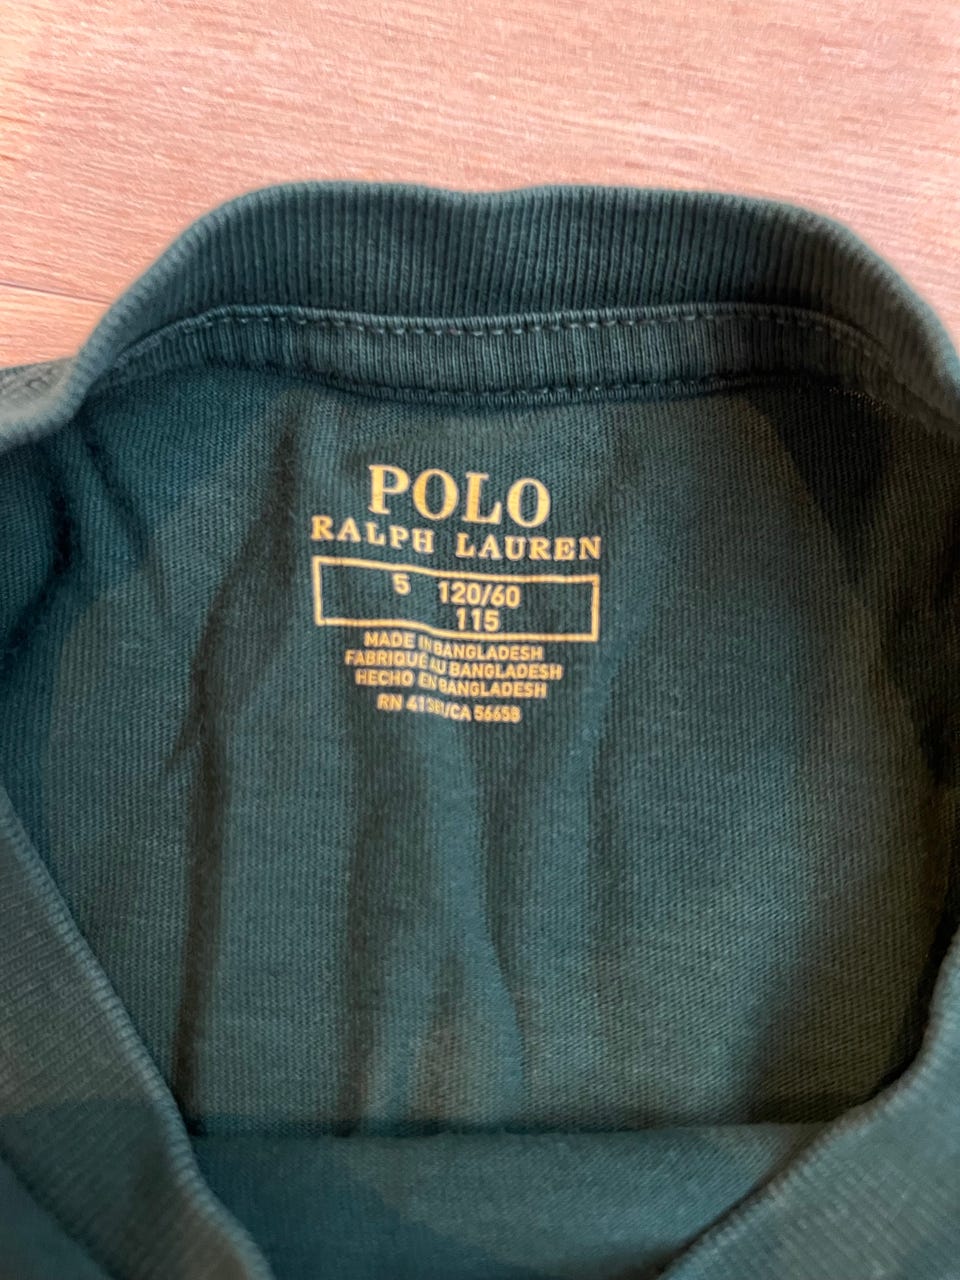 POLO
RALPH LAUREN
5 120/60
115
MADE IN BANGLADESH
FABRIQUÉ AU BANGLADESH
HECHO EN BANGLADESH
RN 41381/CA 56658